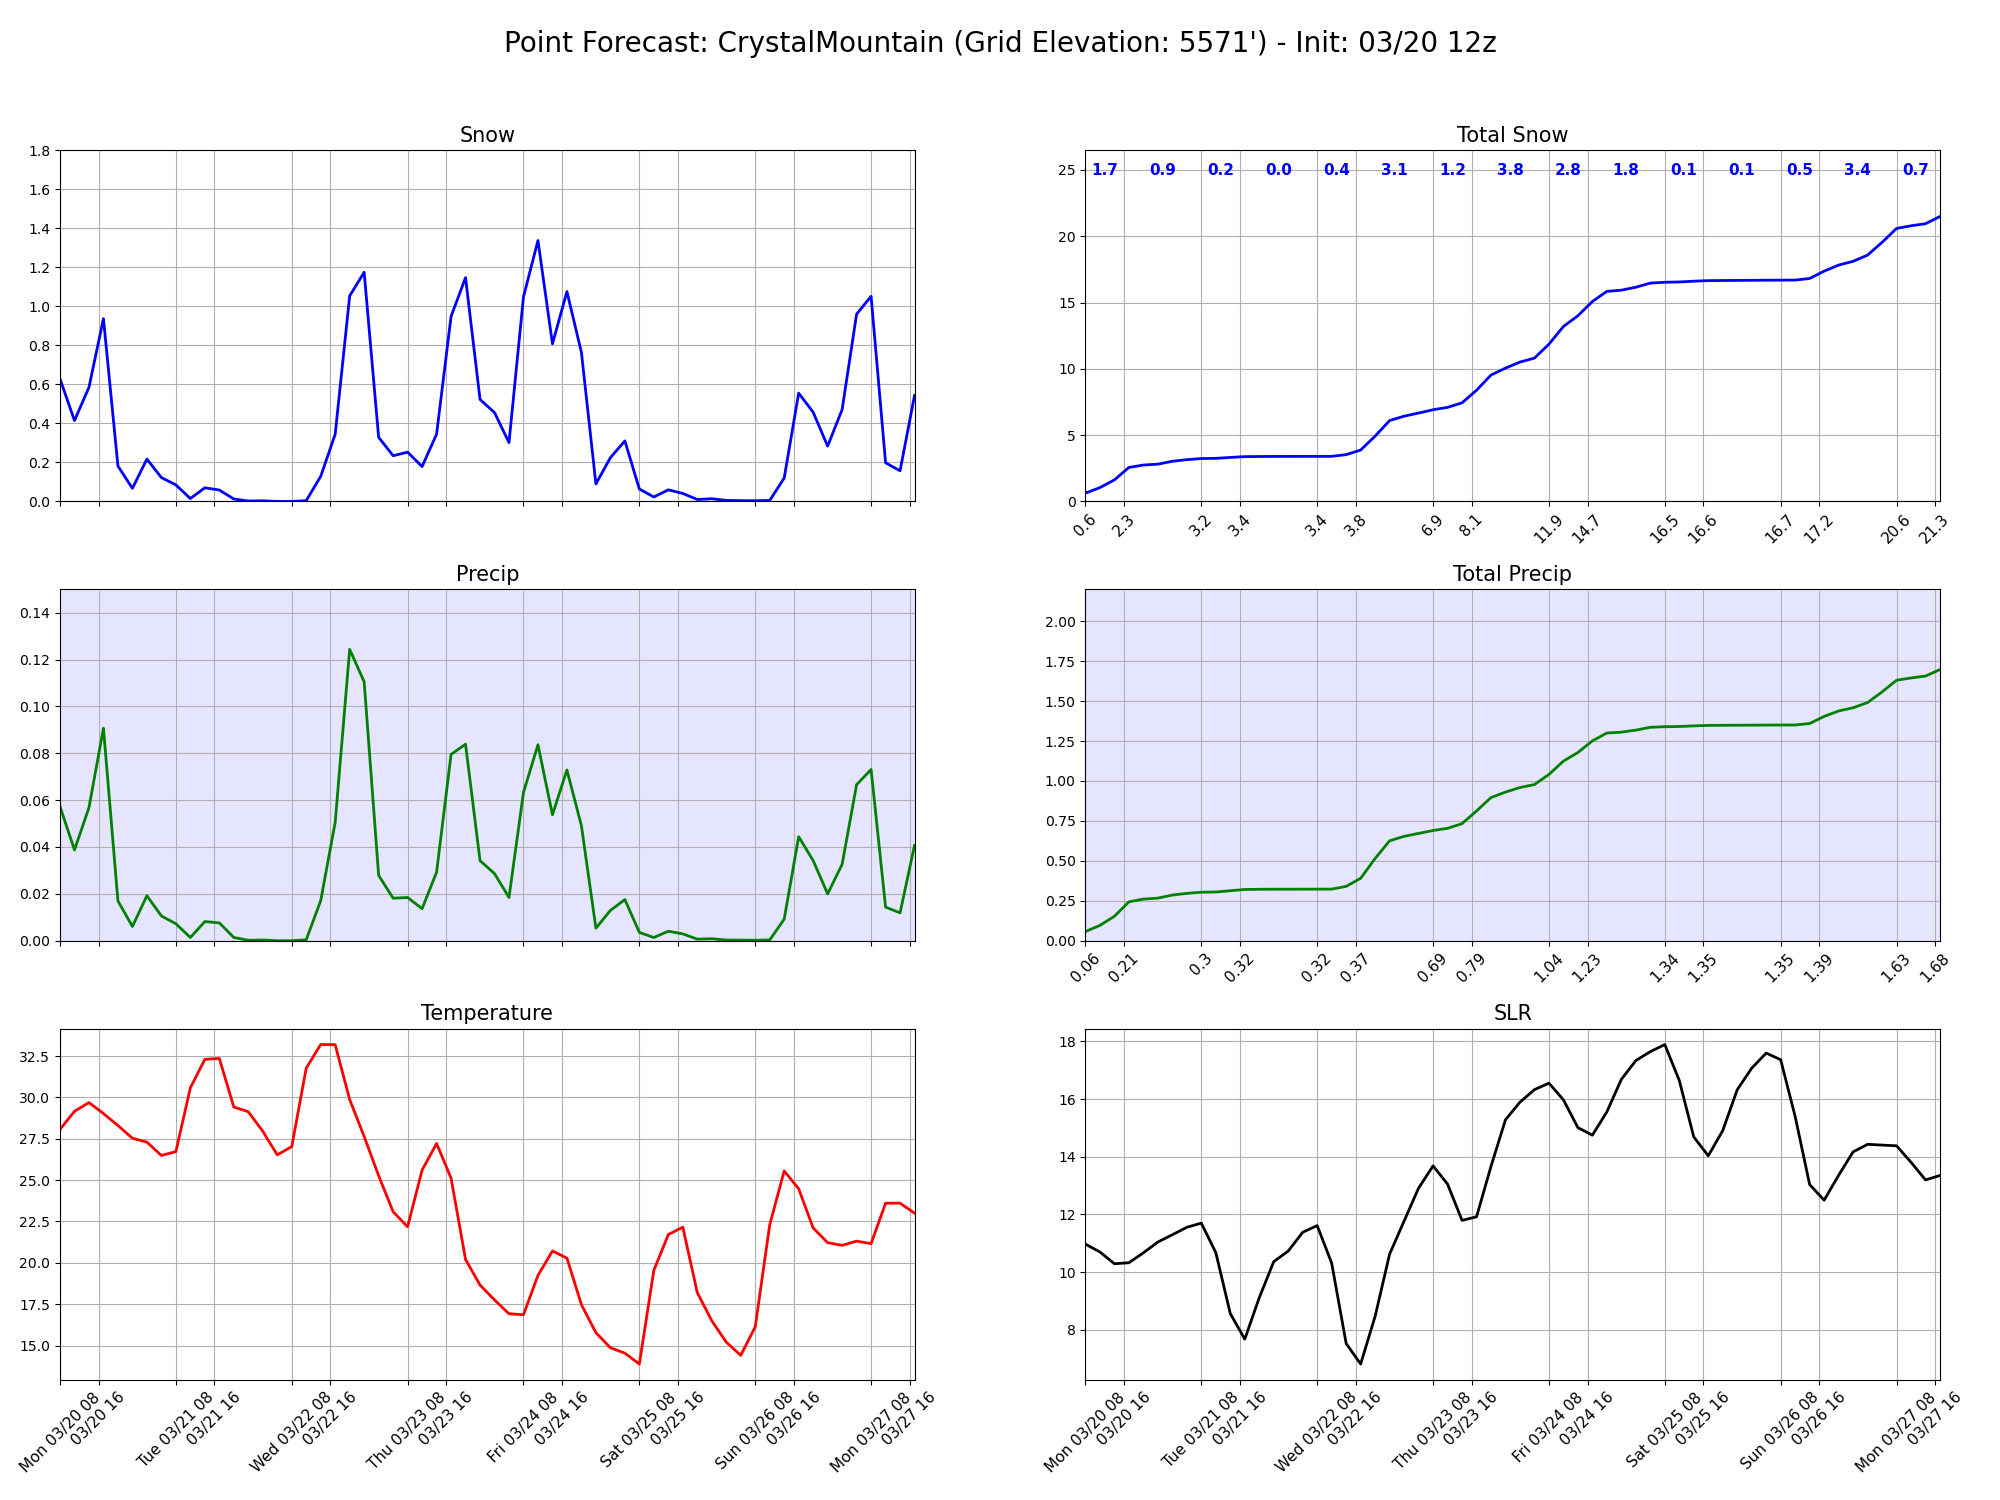 Point Forecast: CrystalMountain (Grid Elevation: 5571') - Init: 03/20 12z
Snow
1.8
1.6
1.4
1.2
1.0
0.8
0.6
0.4
0.2
0.0
Total Snow
1.7 0.9 0.2 0.0 0.4 3.1 1.2 3.8 2.8 1.8 0.1 0.1 0.5 3.4 0.7
25
20
15
10
5
0
0.6 2.3 3.2 3.4 3.4 3.8 6.9 8.1 11.9 14.7 16.5 16.6 16.7 17.2 20.6 21.3
Precip
0.14
0.12
0.10
0.08
0.06
0.04
0.02
0.00
Total Precip
2.00
1.75
1.50
1.25
1.00
0.75
0.50
0.25
0.00
0.06 0.21 0.3 0.32 0.32 0.37 0.69 0.79 1.04 1.23 1.34 1.35 1.35 1.39 1.63 1.68
Temperature
32.5
30.0
27.5
25.0
22.5
20.0
17.5
15.0
Mon 03/20 08
03/20 16
Tue 03/21 08
03/21 16
Wed 03/22 08
03/22 16
Thu 03/23 08
03/23 16
Fri 03/24 08
03/24 16
Sat 03/25 08
03/25 16
Sun 03/26 08
03/26 16
Mon 03/27 08
03/27 16
SLR
18
16
14
12
10
8
Mon 03/20 08
03/20 16
Tue 03/21 08
03/21 16
Wed 03/22 08
03/22 16
Thu 03/23 08
03/23 16
Fri 03/24 08
03/24 16
Sat 03/25 08
03/25 16
Sun 03/26 08
03/26 16
Mon 03/27 08
03/27 16